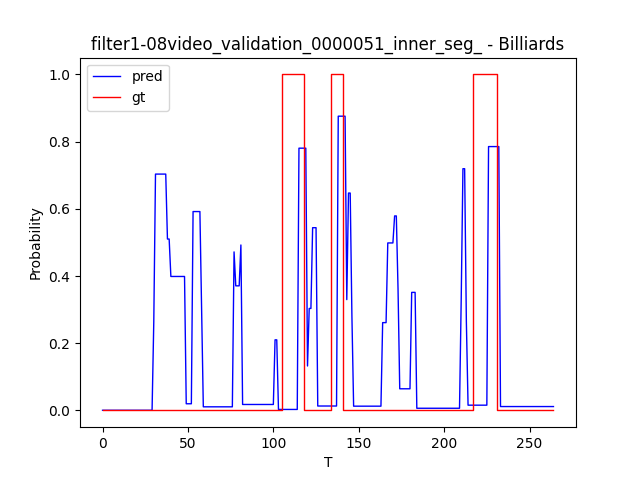 filter1-08video_validation_0000051_inner_seg_ - Billiards
pred
gt
1.0
0.8
0.6
0.4
0.2
0.0
Probability
0 50 100 150 200 250
T